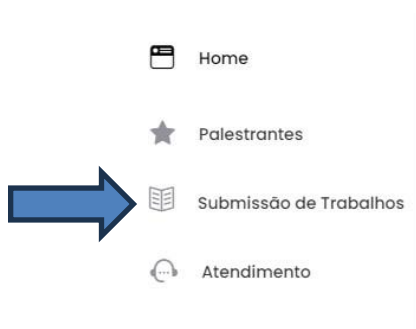 Home
Palestrantes
Submissão de Trabalhos
Atendimento